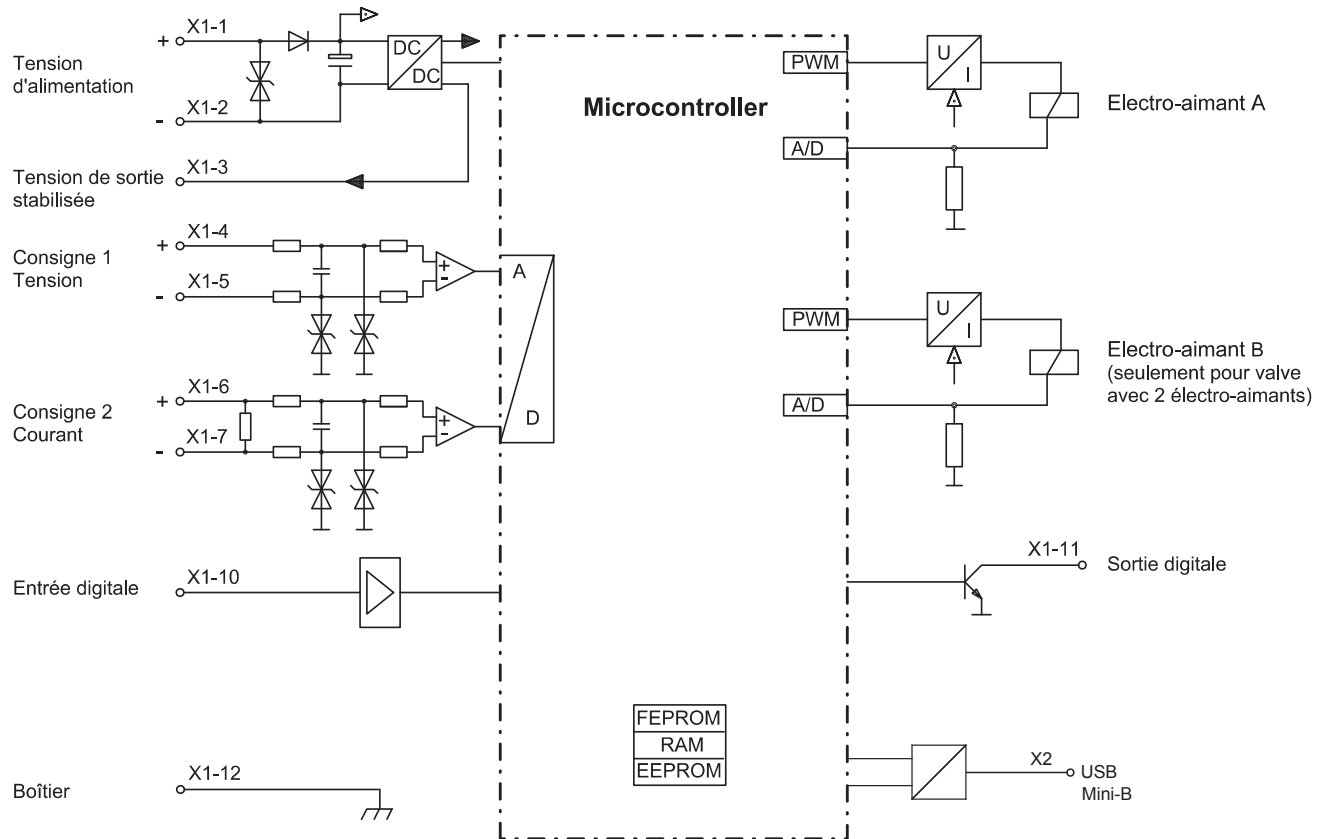 X1-1
+
Tension
d'alimentation
-
X1-2
DC
DC
X1-3
Tension de sortie
stabilisée
X1-4
+
Consigne 1
Tension
X1-5
-
+
-
A
D
X1-6
+
Consigne 2
Courant
X1-7
-
+
-
X1-10
Entrée digitale
X1-12
Boîtier
Microcontroller
FEPROM
RAM
EEPROM
PWM
U
I
Electro-aimant A
A/D
PWM
U
I
Electro-aimant B
(seulement pour valve
avec 2 électro-aimants)
A/D
X1-11
Sortie digitale
X2
USB
Mini-B